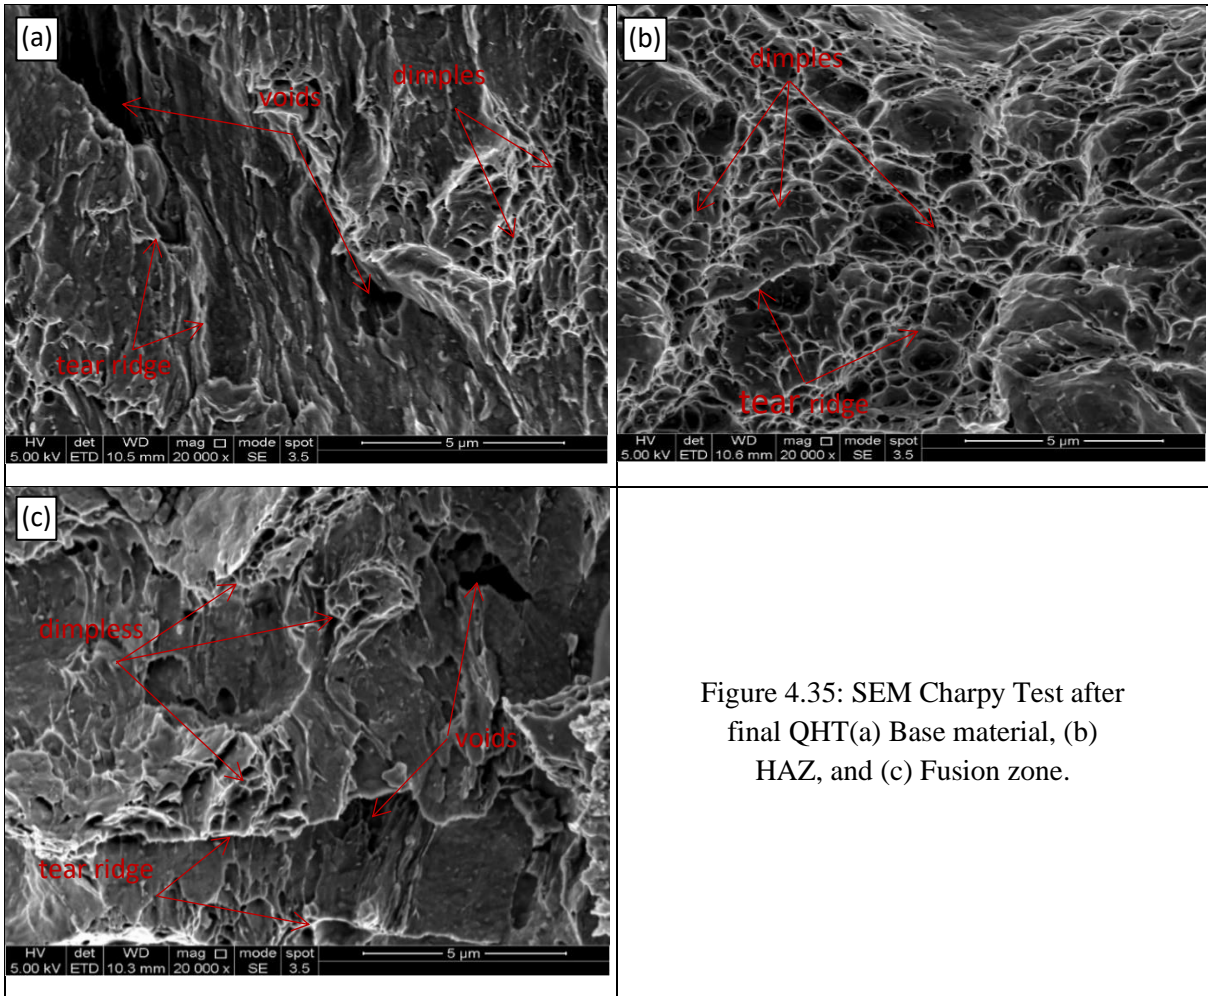 (a)
voids
dimples
tear ridge
HV det WD mag □ mode spot
5.00 kV ETD 10.5 mm 20 000 x SE 3.5
5 µm
(b)
dimples
tear ridge
HV det WD mag □ mode spot
5.00 kV ETD 10.6 mm 20 000 x SE 3.5
5 µm
(c)
dimpless
voids
tear ridge
HV det WD mag □ mode spot
5.00 kV ETD 10.3 mm 20 000 x SE 3.5
5 µm
Figure 4.35: SEM Charpy Test after
final QHT(a) Base material, (b)
HAZ, and (c) Fusion zone.